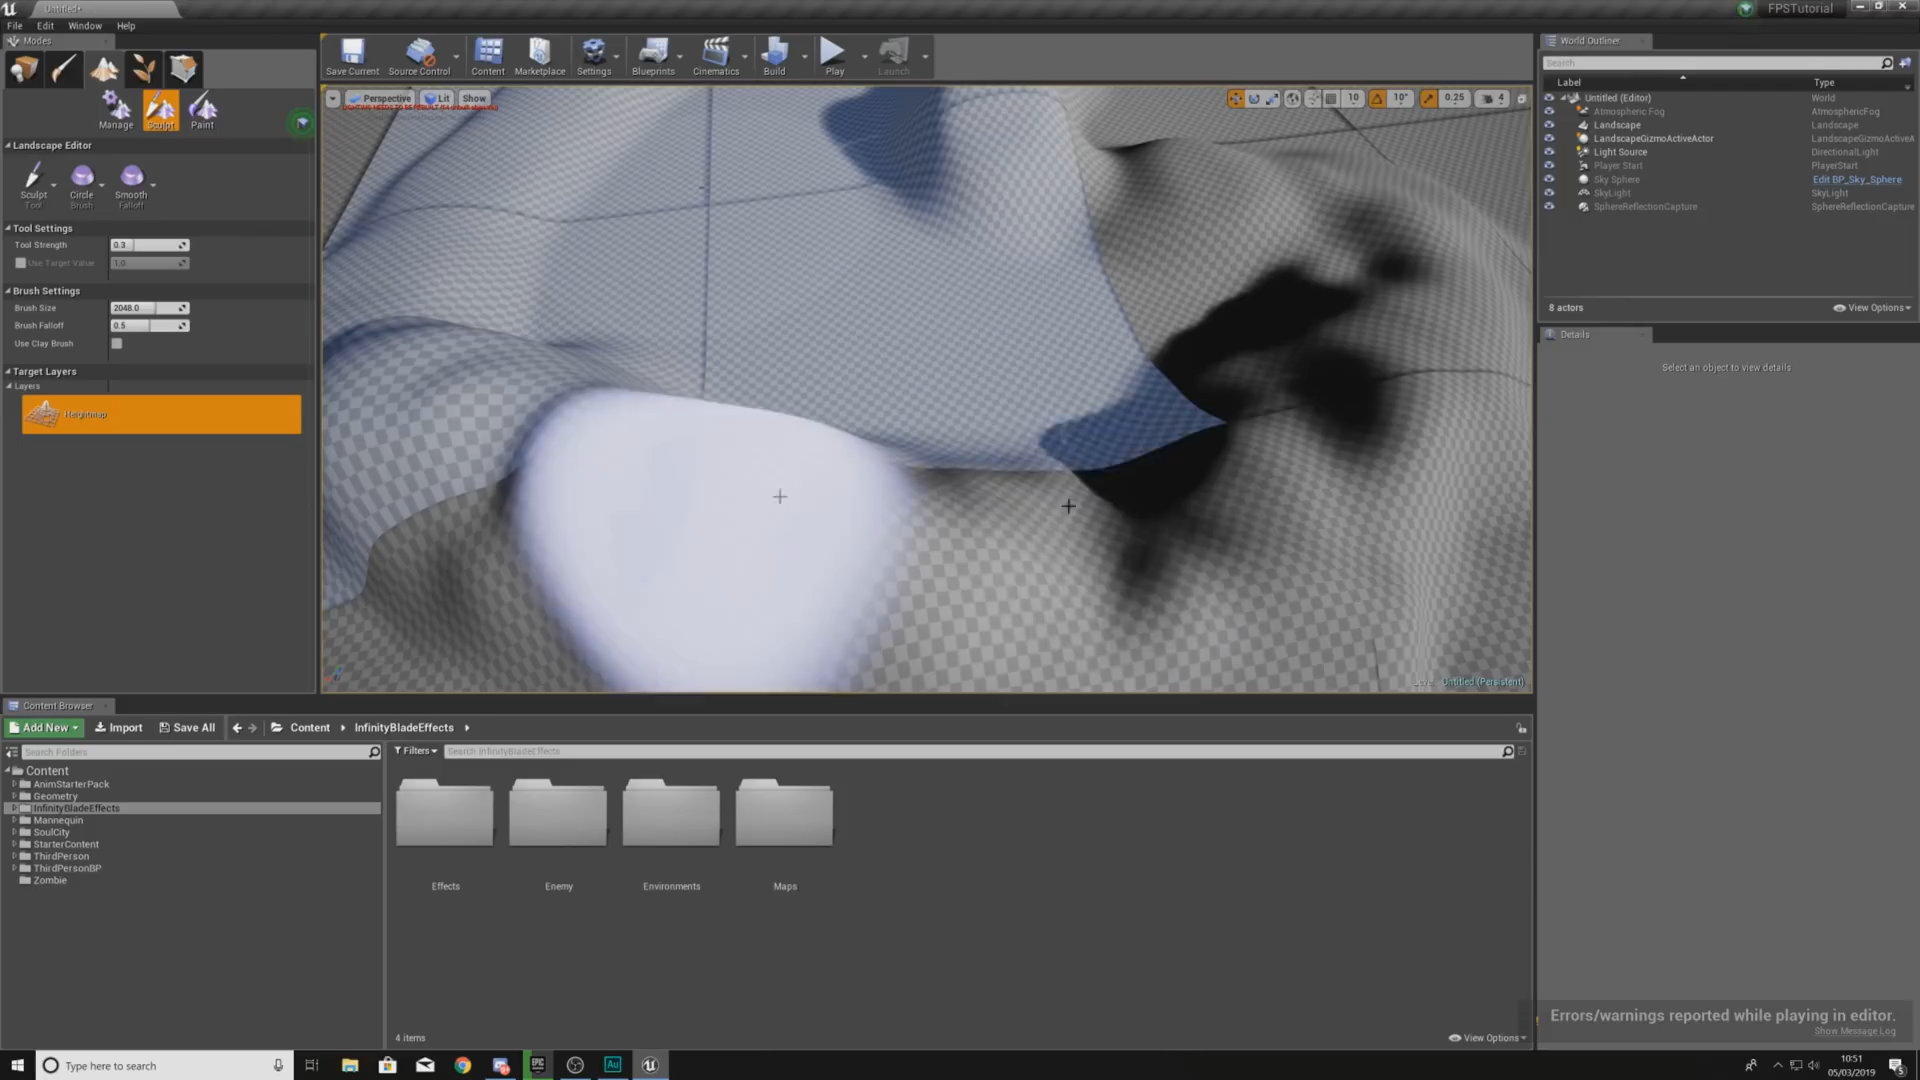 Untitled*
FPSTutorial
File Edit Window Help
Modes
Manage Sculpt Paint
Landscape Editor
Sculpt Circle Smooth
Tool Brush Falloff
Tool Settings
Tool Strength 0.3
Use Target Value 1.0
Brush Settings
Brush Size 2048.0
Brush Falloff 0.5
Use Clay Brush
Target Layers
Layers
Heightmap
Save Current Source Control Content Marketplace Settings Blueprints Cinematics Build Play Launch
Perspective Lit Show
10 10° 0.25 4
Untitled (Persistent)
World Outliner
Search
Label Type
Untitled (Editor) World
Atmospheric Fog AtmosphericFog
Landscape Landscape
LandscapeGizmoActiveActor LandscapeGizmoActiveA
Light Source DirectionalLight
Player Start PlayerStart
Sky Sphere Edit BP_Sky_Sphere
SkyLight SkyLight
SphereReflectionCapture SphereReflectionCapture
8 actors View Options
Details
Select an object to view details
Content Browser
Add New Import Save All Content InfinityBladeEffects
Search Folders
Filters Search InfinityBladeEffects
Content
AnimStarterPack
Geometry
InfinityBladeEffects
Mannequin
SoulCity
StarterContent
ThirdPerson
ThirdPersonBP
Zombie
Effects Enemy Environments Maps
4 items View Options
Errors/warnings reported while playing in editor.
Show Message Log
Type here to search
EPIC
Au
10:51
05/03/2019
5